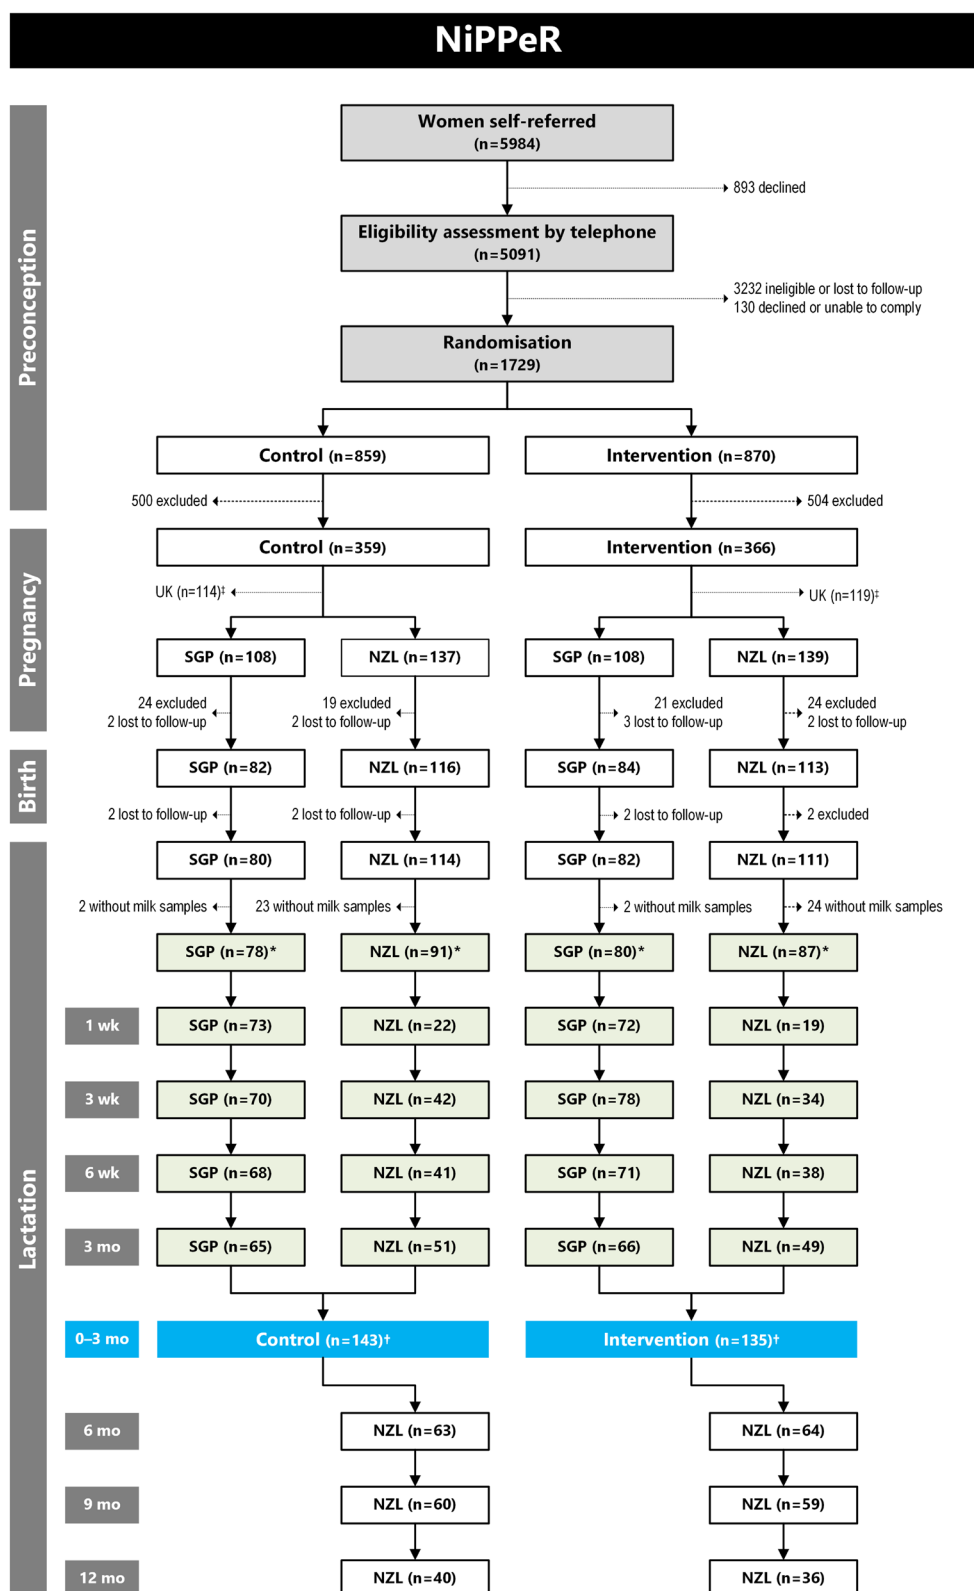 NiPPeR
Preconception
Women self-referred
(n=5984)
893 declined
Eligibility assessment by telephone
(n=5091)
3232 ineligible or lost to follow-up
130 declined or unable to comply
Randomisation
(n=1729)
Control (n=859)
Intervention (n=870)
500 excluded
504 excluded
Pregnancy
Control (n=359)
Intervention (n=366)
UK (n=114)‡
UK (n=119)‡
SGP (n=108)
NZL (n=137)
SGP (n=108)
NZL (n=139)
24 excluded
2 lost to follow-up
19 excluded
2 lost to follow-up
21 excluded
3 lost to follow-up
24 excluded
2 lost to follow-up
Birth
SGP (n=82)
NZL (n=116)
SGP (n=84)
NZL (n=113)
2 lost to follow-up
2 lost to follow-up
2 lost to follow-up
2 excluded
Lactation
SGP (n=80)
NZL (n=114)
SGP (n=82)
NZL (n=111)
2 without milk samples
23 without milk samples
2 without milk samples
24 without milk samples
SGP (n=78)*
NZL (n=91)*
SGP (n=80)*
NZL (n=87)*
1 wk
SGP (n=73)
NZL (n=22)
SGP (n=72)
NZL (n=19)
3 wk
SGP (n=70)
NZL (n=42)
SGP (n=78)
NZL (n=34)
6 wk
SGP (n=68)
NZL (n=41)
SGP (n=71)
NZL (n=38)
3 mo
SGP (n=65)
NZL (n=51)
SGP (n=66)
NZL (n=49)
0–3 mo
Control (n=143)†
Intervention (n=135)†
6 mo
NZL (n=63)
NZL (n=64)
9 mo
NZL (n=60)
NZL (n=59)
12 mo
NZL (n=40)
NZL (n=36)